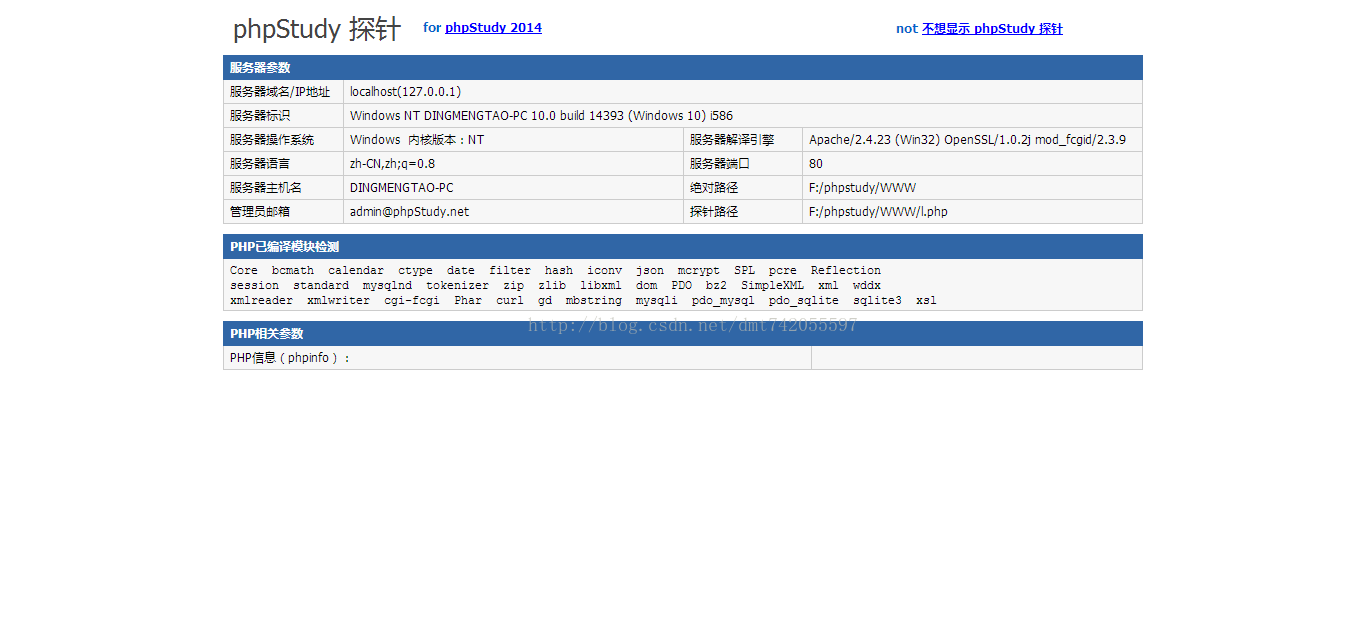 phpStudy 探针 for phpStudy 2014 not 不想显示 phpStudy 探针
服务器参数
服务器域名/IP地址 localhost(127.0.0.1)
服务器标识 Windows NT DINGMENGTAO-PC 10.0 build 14393 (Windows 10) i586
服务器操作系统 Windows 内核版本：NT 服务器解译引擎 Apache/2.4.23 (Win32) OpenSSL/1.0.2j mod_fcgid/2.3.9
服务器语言 zh-CN,zh;q=0.8 服务器端口 80
服务器主机名 DINGMENGTAO-PC 绝对路径 F:/phpstudy/WWW
管理员邮箱 admin@phpStudy.net 探针路径 F:/phpstudy/WWW/l.php
PHP已编译模块检测
Core bcmath calendar ctype date filter hash iconv json mcrypt SPL pcre Reflection
session standard mysqlnd tokenizer zip zlib libxml dom PDO bz2 SimpleXML xml wddx
xmlreader xmlwriter cgi-fcgi Phar curl gd mbstring mysqli pdo_mysql pdo_sqlite sqlite3 xsl
http://blog.csdn.net/dmt742055597
PHP相关参数
PHP信息（phpinfo）：